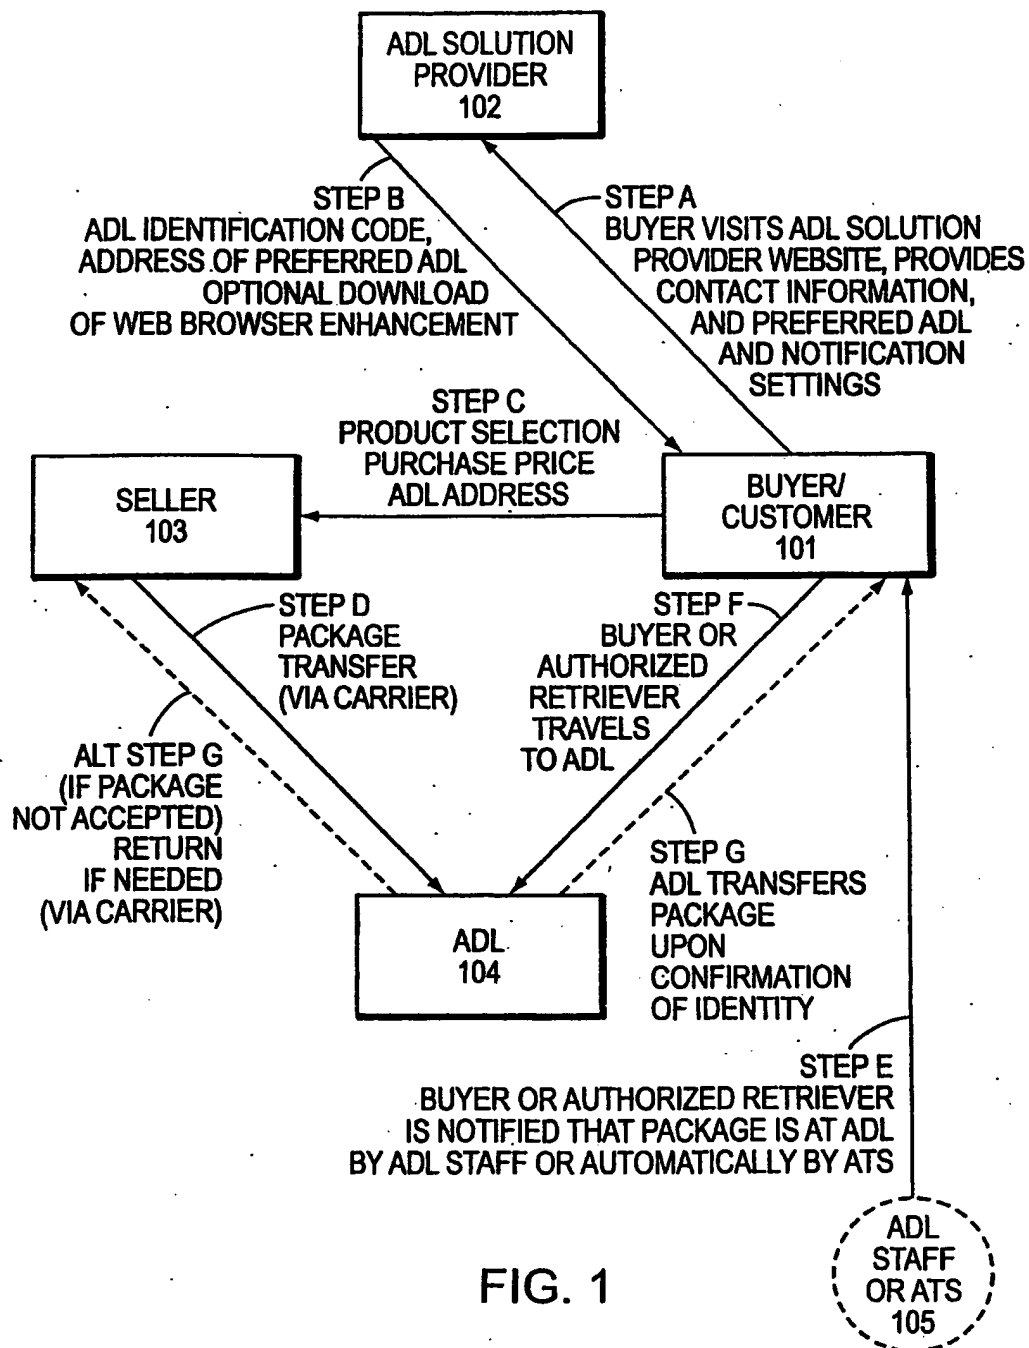 ADL SOLUTION
PROVIDER
102
STEP B
ADL IDENTIFICATION CODE,
ADDRESS OF PREFERRED ADL
OPTIONAL DOWNLOAD
OF WEB BROWSER ENHANCEMENT
STEP A
BUYER VISITS ADL SOLUTION
PROVIDER WEBSITE, PROVIDES
CONTACT INFORMATION,
AND PREFERRED ADL
AND NOTIFICATION
SETTINGS
STEP C
PRODUCT SELECTION
PURCHASE PRICE
ADL ADDRESS
SELLER
103
BUYER/
CUSTOMER
101
STEP D
PACKAGE
TRANSFER
(VIA CARRIER)
STEP F
BUYER OR
AUTHORIZED
RETRIEVER
TRAVELS
TO ADL
ALT STEP G
(IF PACKAGE
NOT ACCEPTED)
RETURN
IF NEEDED
(VIA CARRIER)
STEP G
ADL TRANSFERS
PACKAGE
UPON
CONFIRMATION
OF IDENTITY
ADL
104
STEP E
BUYER OR AUTHORIZED RETRIEVER
IS NOTIFIED THAT PACKAGE IS AT ADL
BY ADL STAFF OR AUTOMATICALLY BY ATS
ADL
STAFF
OR ATS
105
FIG. 1